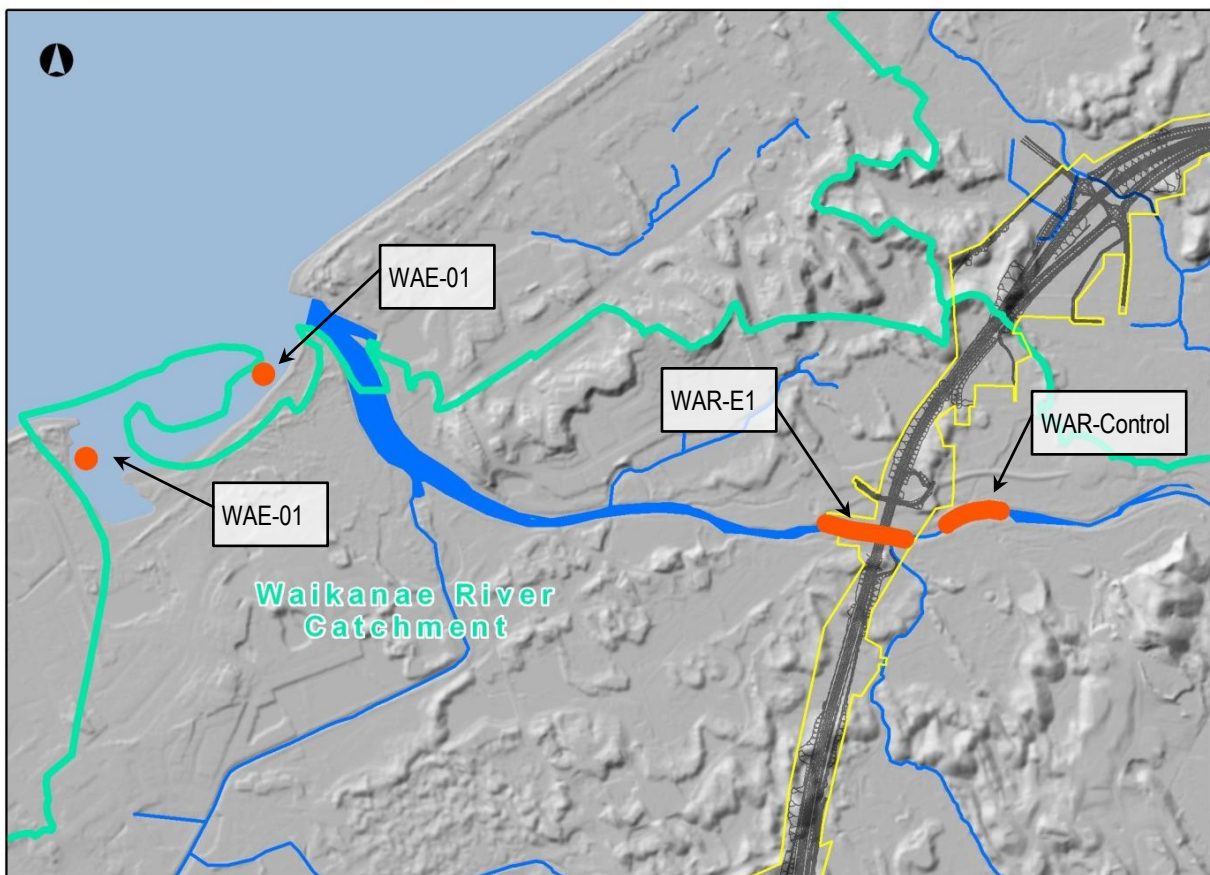 WAE-01
WAR-E1
WAR-Control
WAE-01
Waikanae River
Catchment